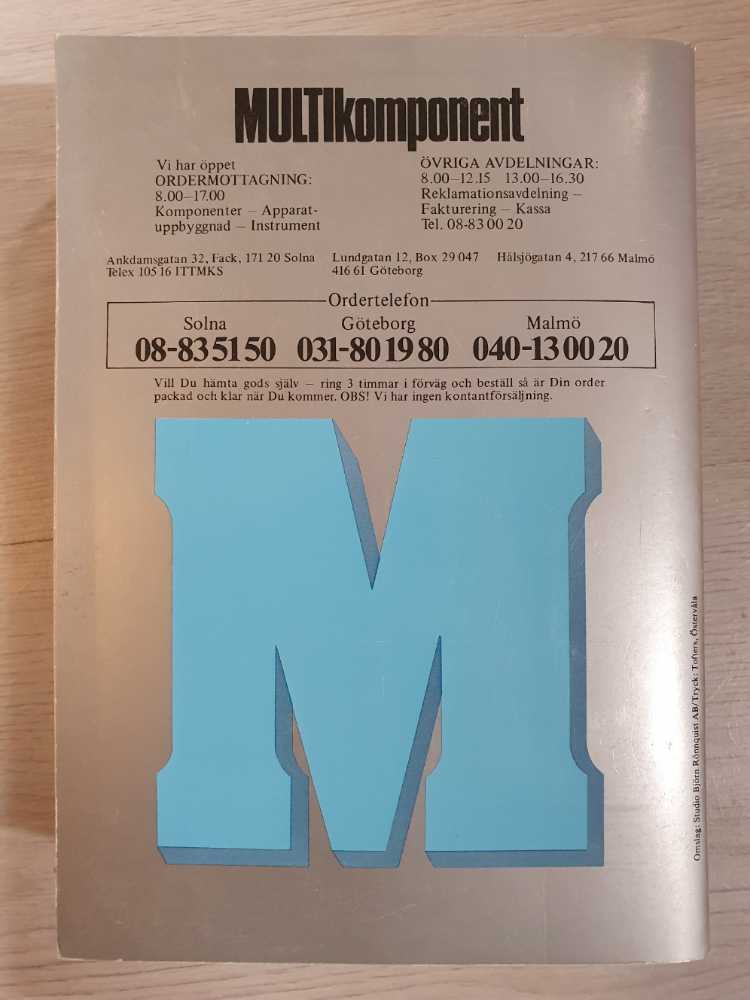 MULTIkomponent
Vi har öppet
ORDERMOTTAGNING:
8.00–17.00
Komponenter – Apparat-
uppbyggnad – Instrument
ÖVRIGA AVDELNINGAR:
8.00–12.15 13.00–16.30
Reklamationsavdelning –
Fakturering – Kassa
Tel. 08-83 00 20
Ankdamsgatan 32, Fack, 171 20 Solna
Telex 105 16 ITTMKS
Lundgatan 12, Box 29 047
416 61 Göteborg
Hålsjögatan 4, 217 66 Malmö
Ordertelefon
Solna
08-83 51 50
Göteborg
031-80 19 80
Malmö
040-13 00 20
Vill Du hämta gods själv – ring 3 timmar i förväg och beställ så är Din order
packad och klar när Du kommer. OBS! Vi har ingen kontantförsäljning.
M
Omslag: Studio Björn Rönnquist AB/Tryck: Tofters, Östervåla